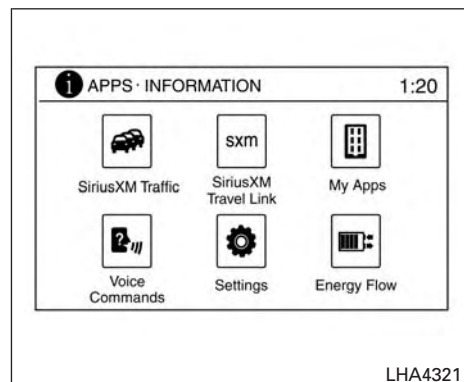 i APPS · INFORMATION 1:20
sxm
SiriusXM Traffic SiriusXM My Apps
Travel Link
?
Voice Settings Energy Flow
Commands
LHA4321